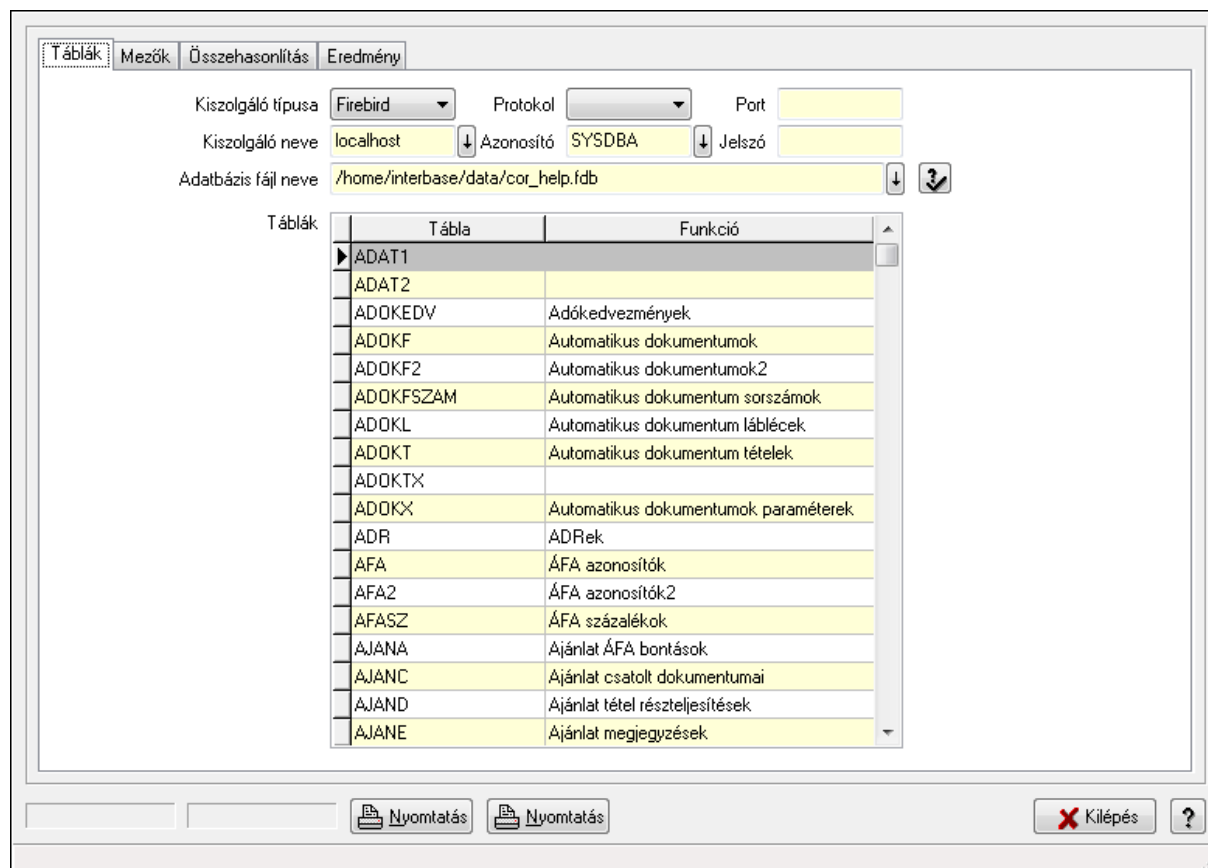 Táblák Mezők Összehasonlítás Eredmény
Kiszolgáló típusa Firebird Protokol Port
Kiszolgáló neve localhost Azonosító SYSDBA Jelszó
Adatbázis fájl neve /home/interbase/data/cor_help.fdb
Táblák Tábla Funkció
ADAT1
ADAT2
ADOKEDV Adókedvezmények
ADOKF Automatikus dokumentumok
ADOKF2 Automatikus dokumentumok2
ADOKFSZAM Automatikus dokumentum sorszámok
ADOKL Automatikus dokumentum láblécek
ADOKT Automatikus dokumentum tételek
ADOKTX
ADOKX Automatikus dokumentumok paraméterek
ADR ADRek
AFA ÁFA azonosítók
AFA2 ÁFA azonosítók2
AFASZ ÁFA százalékok
AJANA Ajánlat ÁFA bontások
AJANC Ajánlat csatolt dokumentumai
AJAND Ajánlat tétel részteljesítések
AJANE Ajánlat megjegyzések
Nyomtatás Nyomtatás Kilépés ?